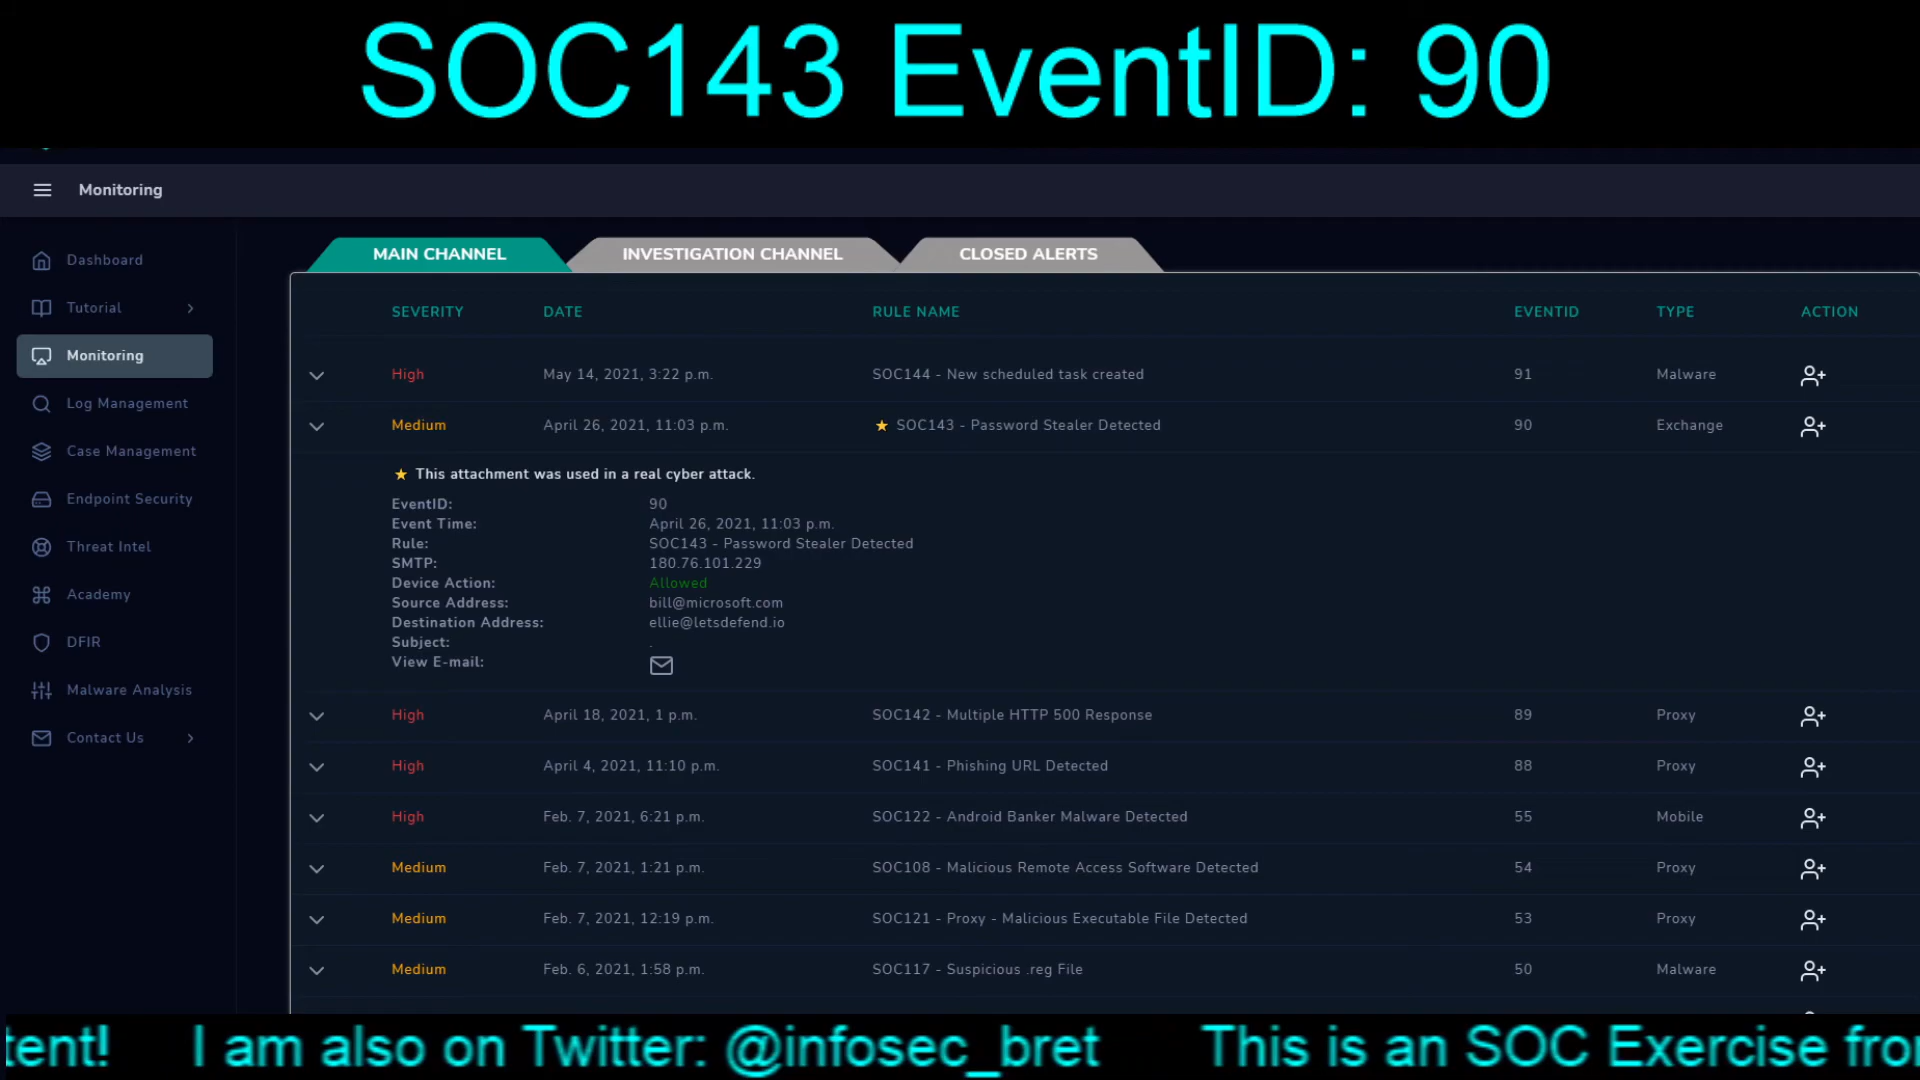 SOC143 EventID: 90
Monitoring
Dashboard
Tutorial
Monitoring
Log Management
Case Management
Endpoint Security
Threat Intel
Academy
DFIR
Malware Analysis
Contact Us
MAIN CHANNEL INVESTIGATION CHANNEL CLOSED ALERTS
SEVERITY DATE RULE NAME EVENTID TYPE ACTION
High May 14, 2021, 3:22 p.m. SOC144 - New scheduled task created 91 Malware
Medium April 26, 2021, 11:03 p.m. ★ SOC143 - Password Stealer Detected 90 Exchange
★ This attachment was used in a real cyber attack.
EventID: 90
Event Time: April 26, 2021, 11:03 p.m.
Rule: SOC143 - Password Stealer Detected
SMTP: 180.76.101.229
Device Action: Allowed
Source Address: bill@microsoft.com
Destination Address: ellie@letsdefend.io
Subject: .
View E-mail:
High April 18, 2021, 1 p.m. SOC142 - Multiple HTTP 500 Response 89 Proxy
High April 4, 2021, 11:10 p.m. SOC141 - Phishing URL Detected 88 Proxy
High Feb. 7, 2021, 6:21 p.m. SOC122 - Android Banker Malware Detected 55 Mobile
Medium Feb. 7, 2021, 1:21 p.m. SOC108 - Malicious Remote Access Software Detected 54 Proxy
Medium Feb. 7, 2021, 12:19 p.m. SOC121 - Proxy - Malicious Executable File Detected 53 Proxy
Medium Feb. 6, 2021, 1:58 p.m. SOC117 - Suspicious .reg File 50 Malware
tent! I am also on Twitter: @infosec_bret This is an SOC Exercise fro